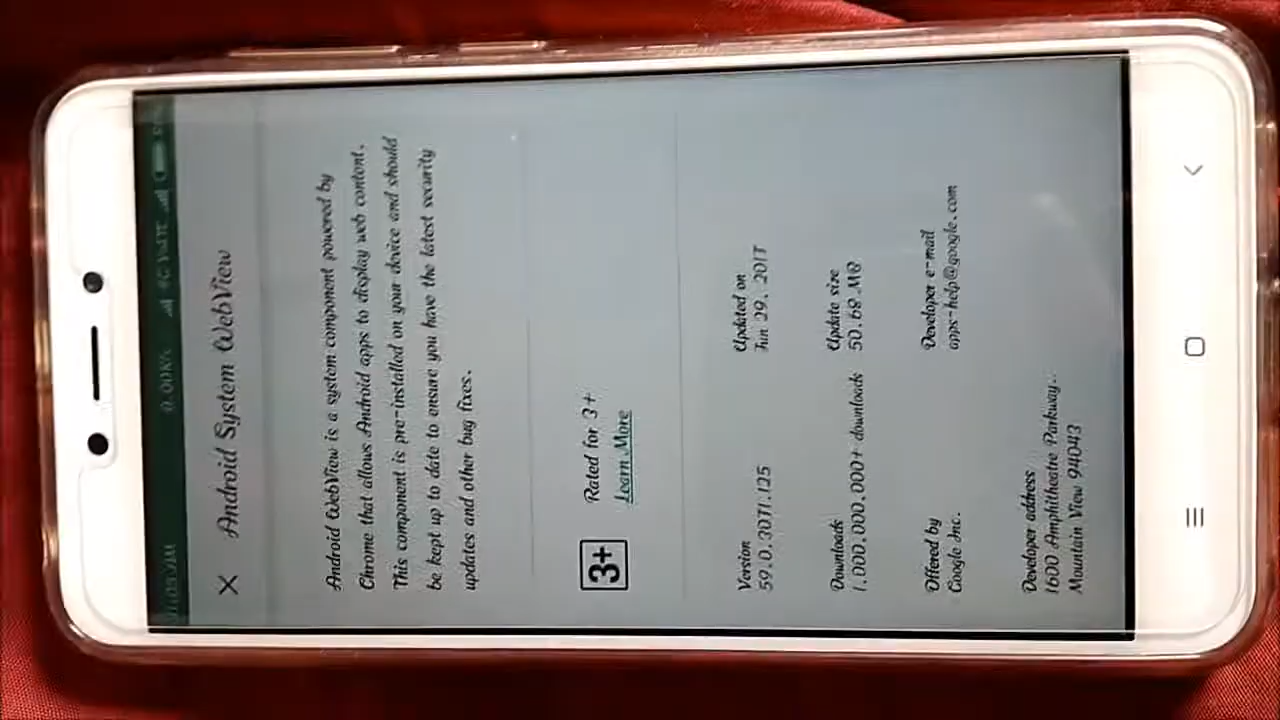 0.00K/s 4G VoLTE
Android System WebView
Android WebView is a system component powered by
Chrome that allows Android apps to display web content.
This component is pre-installed on your device and should
be kept up to date to ensure you have the latest security
updates and other bug fixes.
3+
Rated for 3+
Learn More
Version
59.0.3071.125
Updated on
Jun 29, 2017
Downloads
1,000,000,000+ downloads
Update size
50.68 MB
Offered by
Google Inc.
Developer e-mail
apps-help@google.com
Developer address
1600 Amphitheatre Parkway,
Mountain View 94043